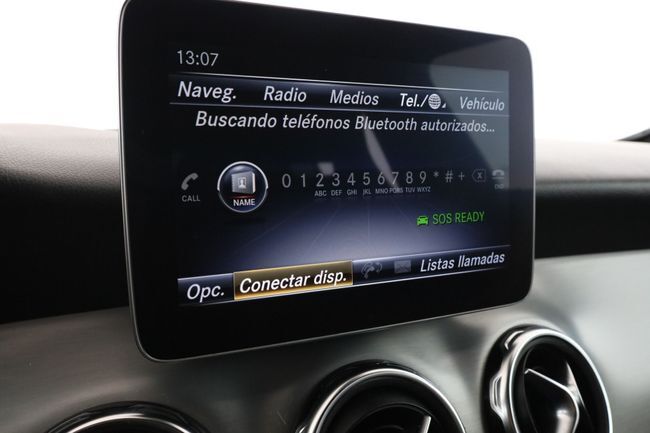 13:07
Naveg. Radio Medios Tel./ Vehículo
Buscando teléfonos Bluetooth autorizados...
0 1 2 3 4 5 6 7 8 9 * # +
ABC DEF GHI JKL MNO PQRS TUV WXYZ
CALL NAME END
SOS READY
Opc. Conectar disp. Listas llamadas